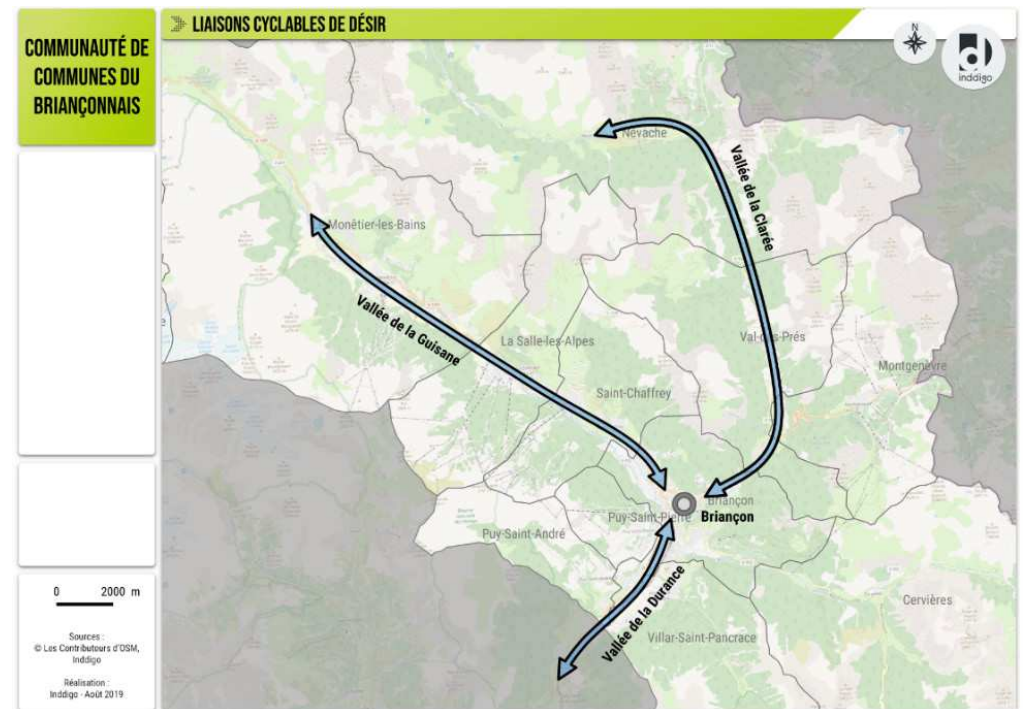 COMMUNAUTÉ DE
COMMUNES DU
BRIANÇONNAIS
LIAISONS CYCLABLES DE DÉSIR
N
inddigo
Névache
Vallée de la Clarée
Monêtier-les-Bains
Vallée de la Guisane
La Salle-les-Alpes
Val-des-Prés
Montgenèvre
Saint-Chaffrey
Briançon
Puy-Saint-Pierre
Briançon
Puy-Saint-André
Vallée de la Durance
Villar-Saint-Pancrace
Cervières
0 2000 m
Sources :
© Les Contributeurs d'OSM,
Inddigo
Réalisation :
Inddigo - Août 2019